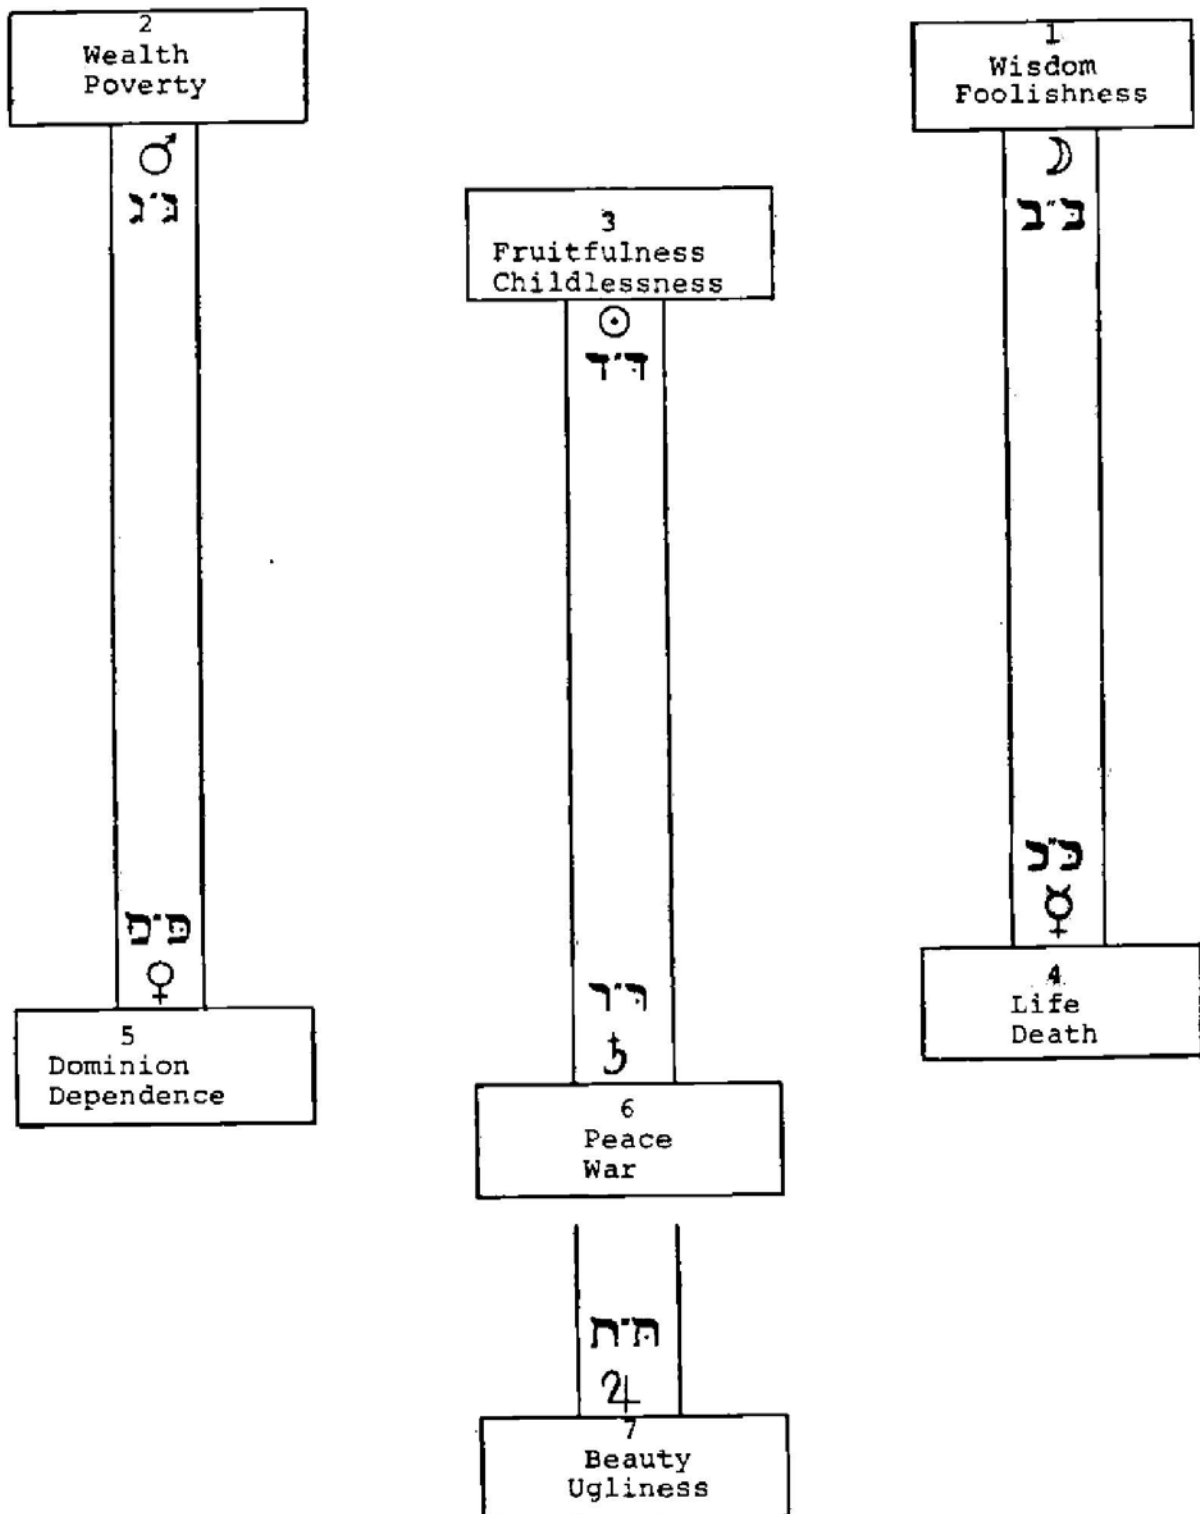 2
Wealth
Poverty
♂
גּ״ג
1
Wisdom
Foolishness
☽
בּ״ב
3
Fruitfulness
Childlessness
☉
דּ״ד
כּ״כ
☿
4
Life
Death
פּ״פ
♀
5
Dominion
Dependence
רּ״ר
♄
6
Peace
War
תּ״ת
♃
7
Beauty
Ugliness